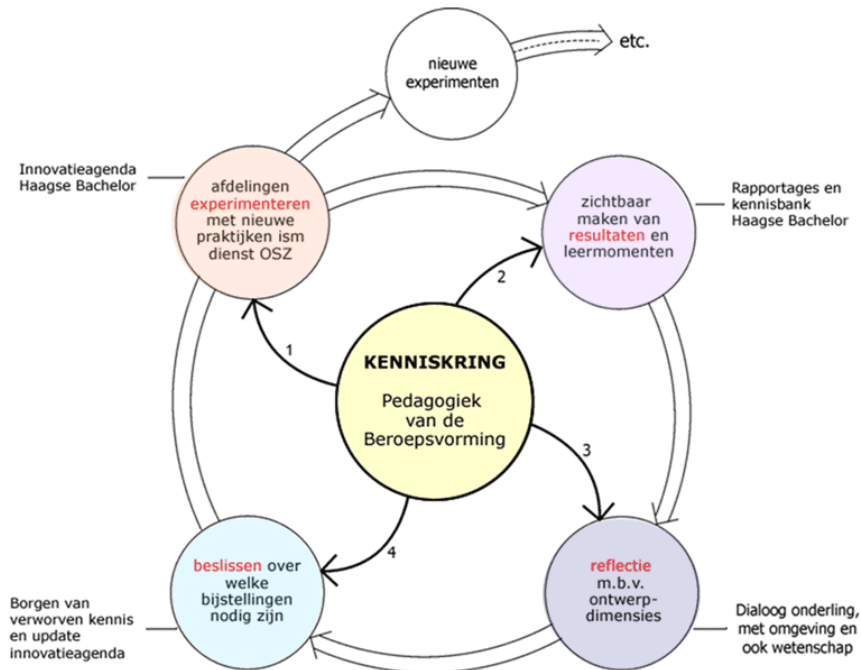 nieuwe
experimenten
etc.
Innovatieagenda
Haagse Bachelor
afdelingen
experimenteren
met nieuwe
praktijken ism
dienst OSZ
zichtbaar
maken van
resultaten en
leermomenten
Rapportages en
kennisbank
Haagse Bachelor
1
2
KENNISKRING
Pedagogiek
van de
Beroepsvorming
3
4
beslissen over
welke
bijstellingen
nodig zijn
Borgen van
verworven kennis
en update
innovatieagenda
reflectie
m.b.v.
ontwerp-
dimensies
Dialoog onderling,
met omgeving en
ook wetenschap